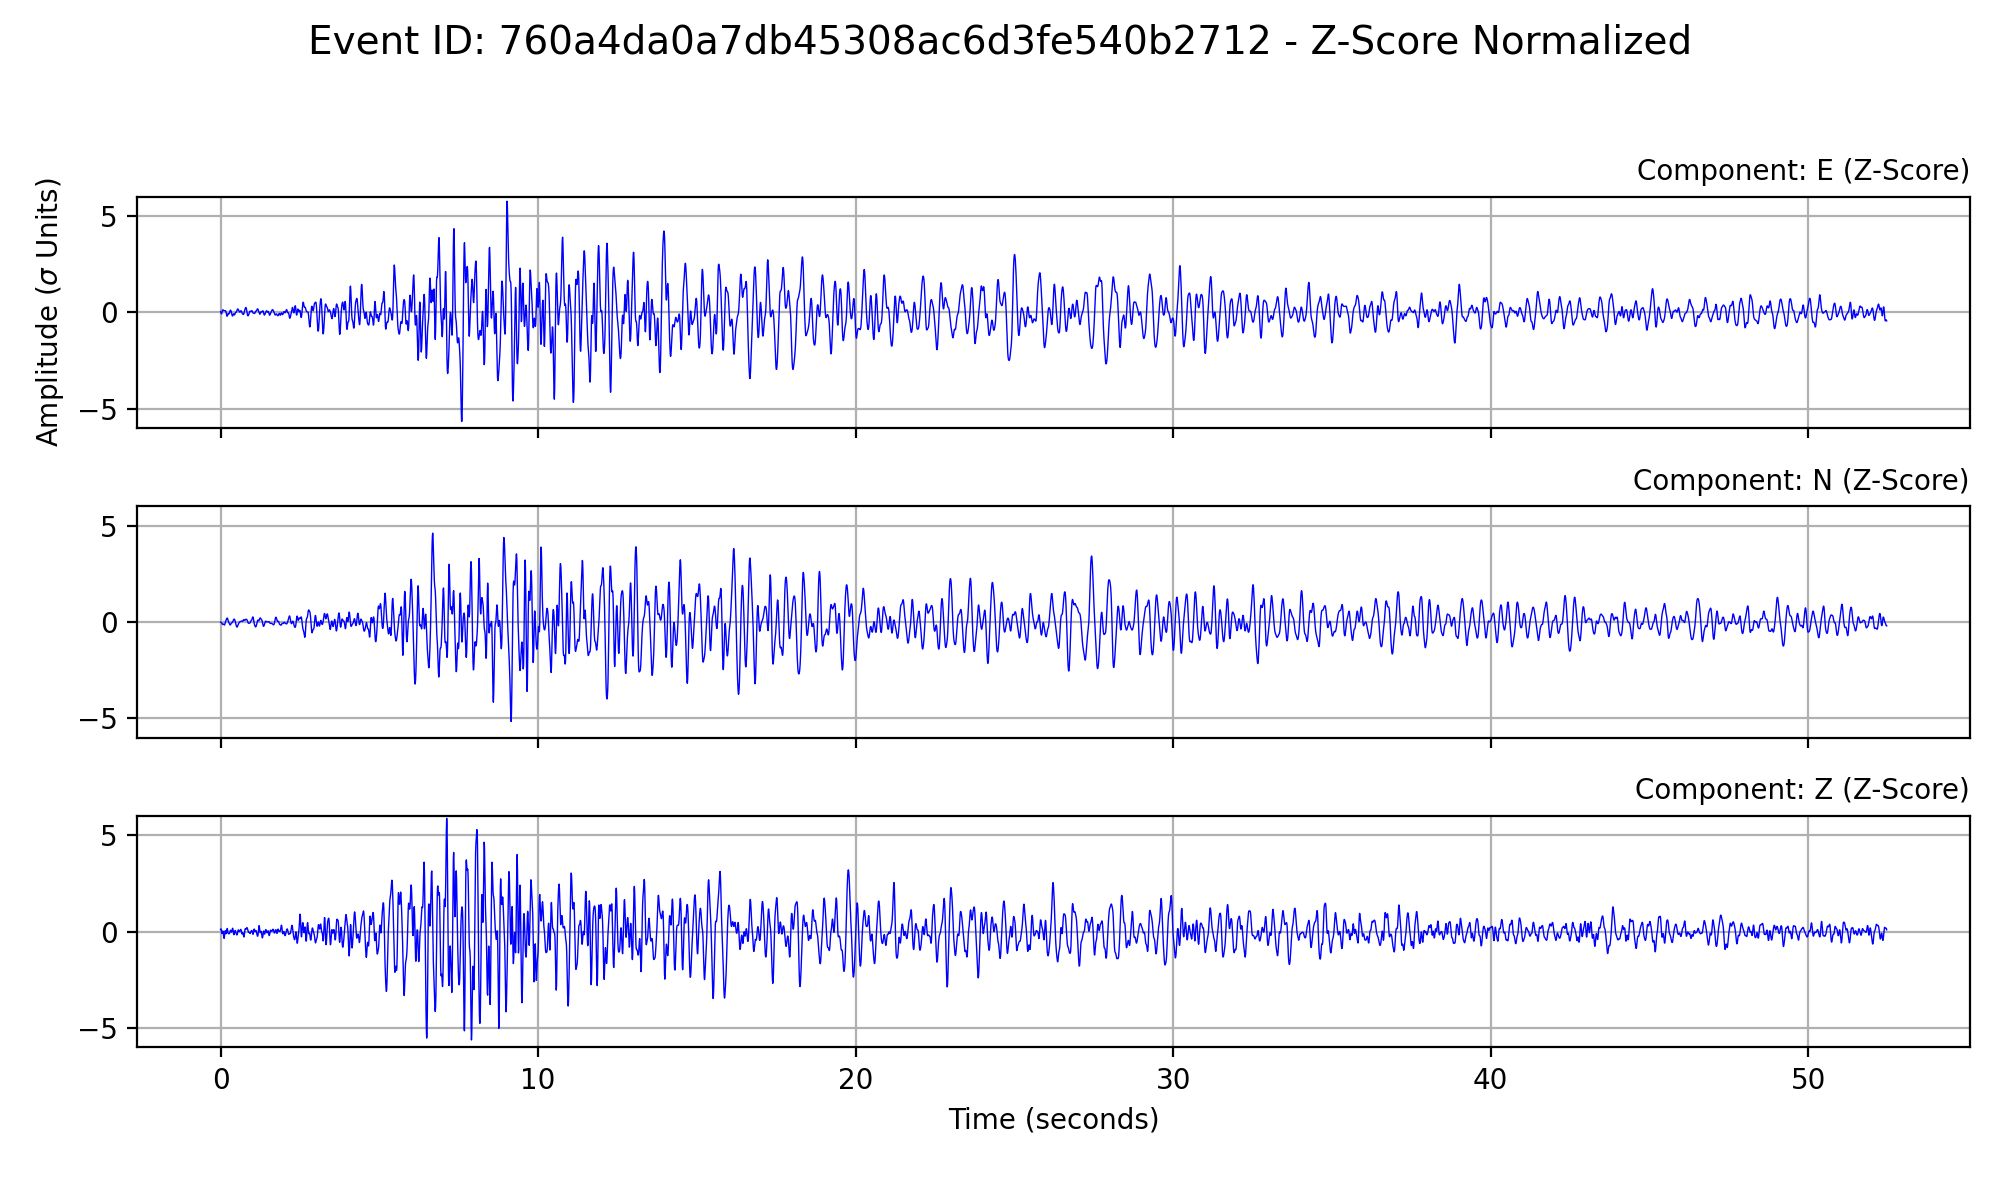 Event ID: 760a4da0a7db45308ac6d3fe540b2712 - Z-Score Normalized
Component: E (Z-Score)
Amplitude (σ Units)
5
0
−5
Component: N (Z-Score)
5
0
−5
Component: Z (Z-Score)
5
0
−5
0 10 20 30 40 50
Time (seconds)